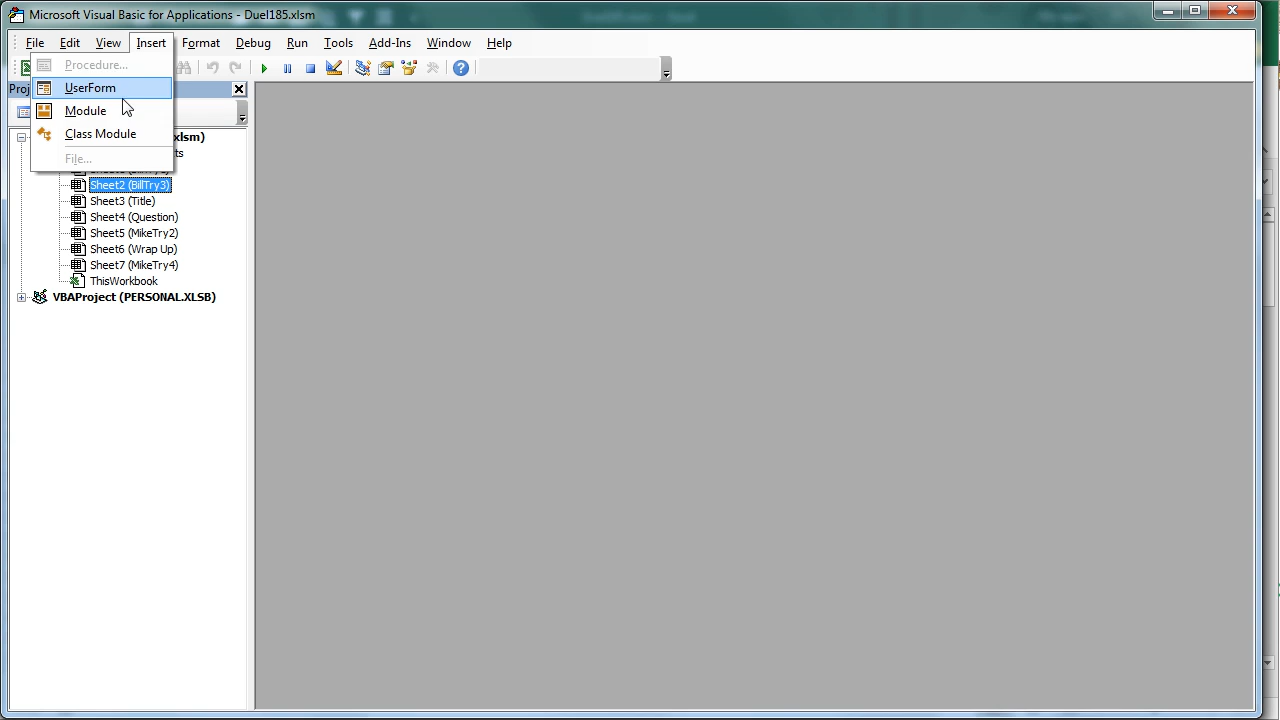 Microsoft Visual Basic for Applications - Duel185.xlsm
File Edit View Insert Format Debug Run Tools Add-Ins Window Help
Procedure...
UserForm
Module
Class Module
File...
xlsm)
ts
Sheet2 (BillTry3)
Sheet3 (Title)
Sheet4 (Question)
Sheet5 (MikeTry2)
Sheet6 (Wrap Up)
Sheet7 (MikeTry4)
ThisWorkbook
VBAProject (PERSONAL.XLSB)